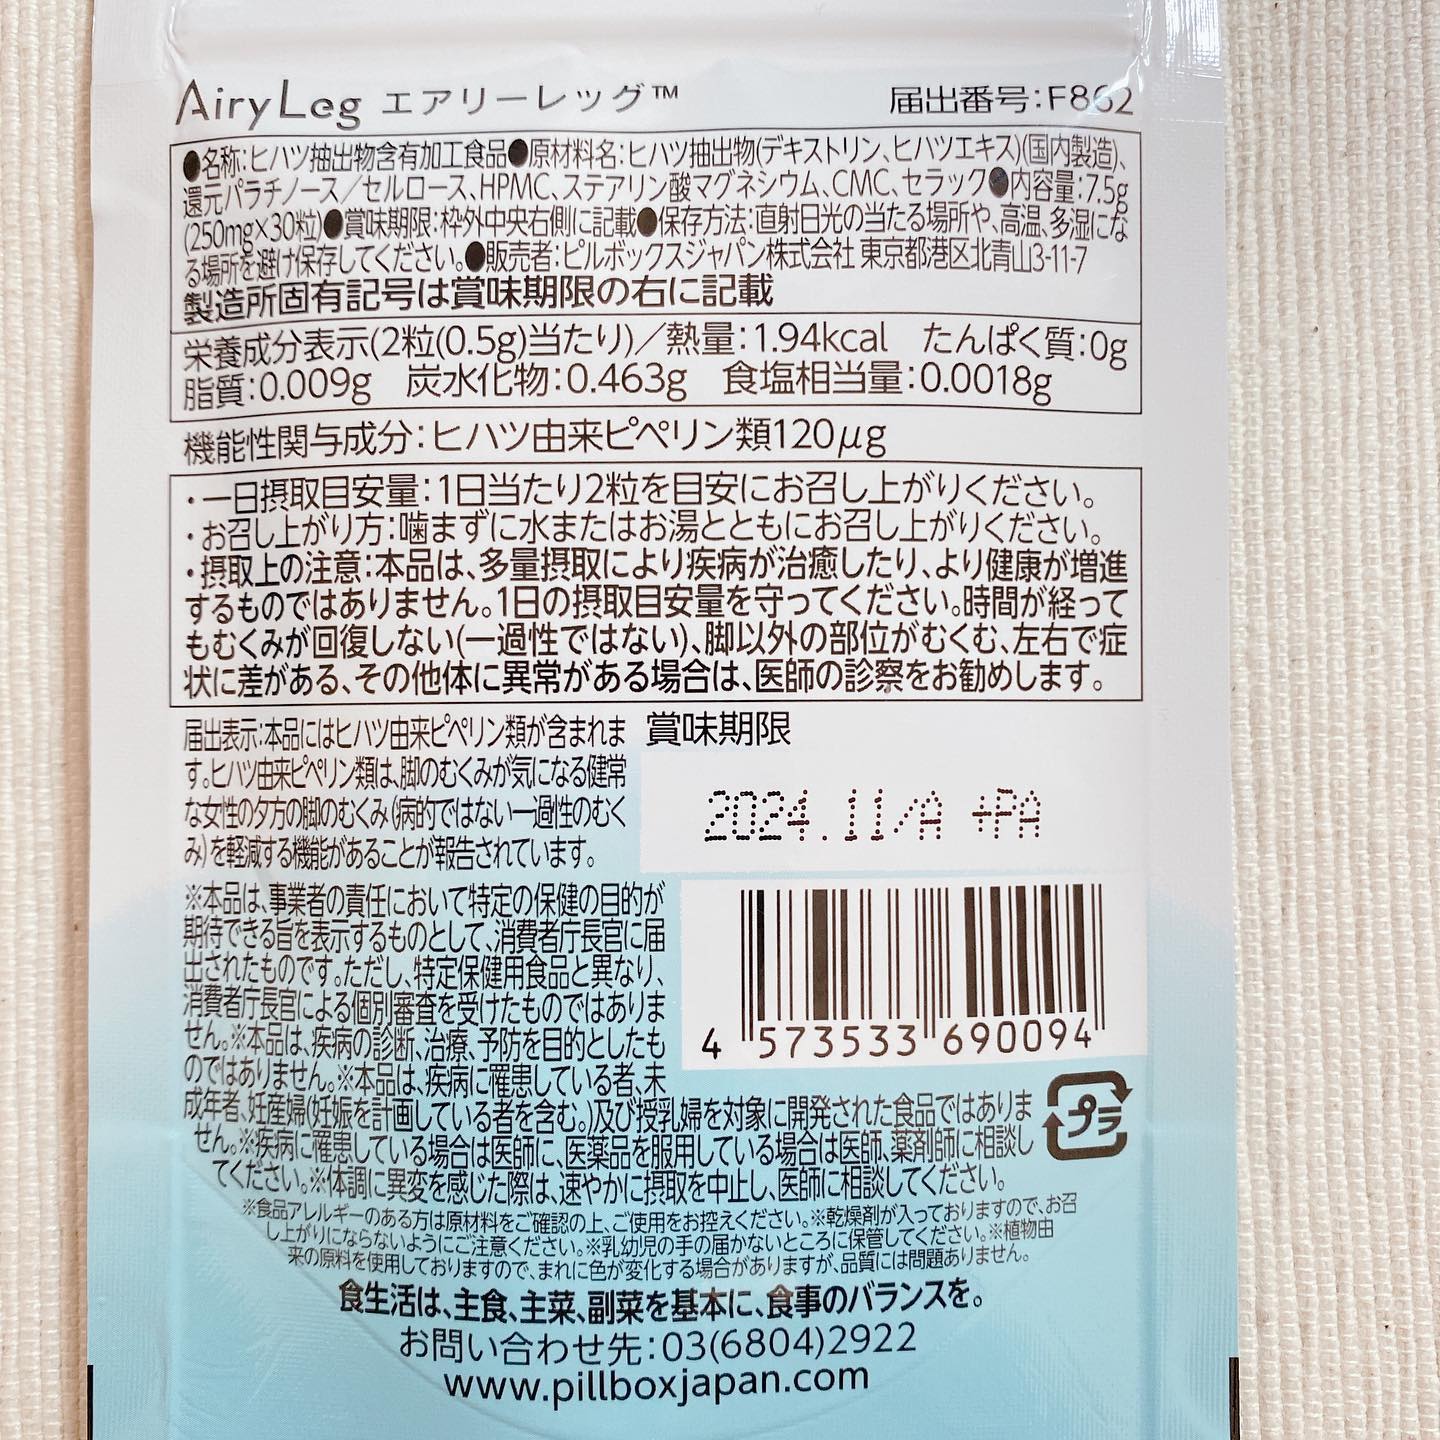 Airy Leg エアリーレッグ™ 届出番号:F862
●名称:ヒハツ抽出物含有加工食品●原材料名:ヒハツ抽出物(デキストリン、ヒハツエキス)(国内製造)、
還元パラチノース／セルロース、HPMC、ステアリン酸マグネシウム、CMC、セラック●内容量:7.5g
(250mg×30粒)●賞味期限:枠外中央右側に記載●保存方法:直射日光の当たる場所や、高温、多湿にな
る場所を避け保存してください。●販売者:ピルボックスジャパン株式会社 東京都港区北青山3-11-7
製造所固有記号は賞味期限の右に記載
栄養成分表示(2粒(0.5g)当たり)／熱量:1.94kcal たんぱく質:0g
脂質:0.009g 炭水化物:0.463g 食塩相当量:0.0018g
機能性関与成分:ヒハツ由来ピペリン類120μg
・一日摂取目安量:1日当たり2粒を目安にお召し上がりください。
・お召し上がり方:噛まずに水またはお湯とともにお召し上がりください。
・摂取上の注意:本品は、多量摂取により疾病が治癒したり、より健康が増進
するものではありません。1日の摂取目安量を守ってください。時間が経って
もむくみが回復しない(一過性ではない)、脚以外の部位がむくむ、左右で症
状に差がある、その他体に異常がある場合は、医師の診察をお勧めします。
届出表示:本品にはヒハツ由来ピペリン類が含まれま
す。ヒハツ由来ピペリン類は、脚のむくみが気になる健常
な女性の夕方の脚のむくみ(病的ではない一過性のむく
み)を軽減する機能があることが報告されています。
賞味期限
2024.11/A +PA
※本品は、事業者の責任において特定の保健の目的が
期待できる旨を表示するものとして、消費者庁長官に届
出されたものです。ただし、特定保健用食品と異なり、
消費者庁長官による個別審査を受けたものではありま
せん。※本品は、疾病の診断、治療、予防を目的としたも
のではありません。※本品は、疾病に罹患している者、未
成年者、妊産婦(妊娠を計画している者を含む。)及び授乳婦を対象に開発された食品ではありま
せん。※疾病に罹患している場合は医師に、医薬品を服用している場合は医師、薬剤師に相談し
てください。※体調に異変を感じた際は、速やかに摂取を中止し、医師に相談してください。
4 573533 690094
プラ
※食品アレルギーのある方は原材料をご確認の上、ご使用をお控えください。※乾燥剤が入っておりますので、お召
し上がりにならないようにご注意ください。※乳幼児の手の届かないところに保管してください。※植物由
来の原料を使用しておりますので、まれに色が変化する場合がありますが、品質には問題ありません。
食生活は、主食、主菜、副菜を基本に、食事のバランスを。
お問い合わせ先:03(6804)2922
www.pillboxjapan.com